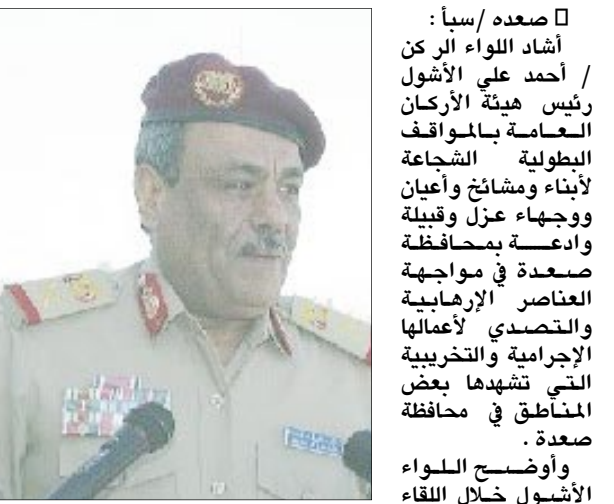 صعده /سبأ :
أشاد اللواء الر كن
/ أحمد علي الأشول
رئيس هيئة الأركان
العامة بالمواقف
البطولية الشجاعة
لأبناء ومشائخ وأعيان
ووجهاء عزل وقبيلة
وادعة بمحافظة
صعدة في مواجهة
العناصر الإرهابية
والتصدي لأعمالها
الإجرامية والتخريبية
التي تشهدها بعض
المناطق في محافظة
صعدة .
وأوضح اللواء
الأشول خلال اللقاء